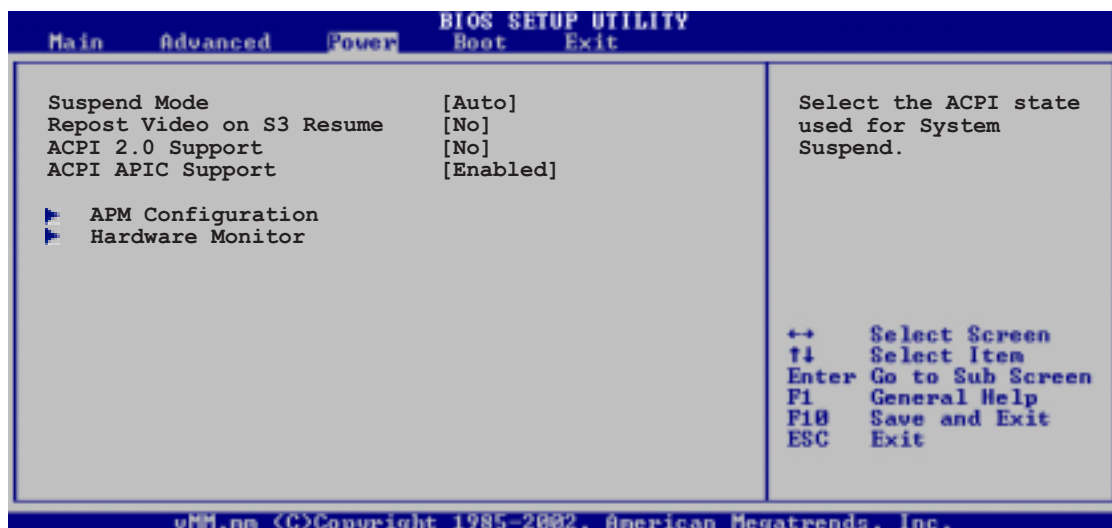 BIOS SETUP UTILITY
Main Advanced Power Boot Exit
Suspend Mode [Auto]
Repost Video on S3 Resume [No]
ACPI 2.0 Support [No]
ACPI APIC Support [Enabled]
APM Configuration
Hardware Monitor
Select the ACPI state
used for System
Suspend.
←→ Select Screen
↑↓ Select Item
Enter Go to Sub Screen
F1 General Help
F10 Save and Exit
ESC Exit
vMM.nm (C)Copyright 1985-2002, American Megatrends, Inc.